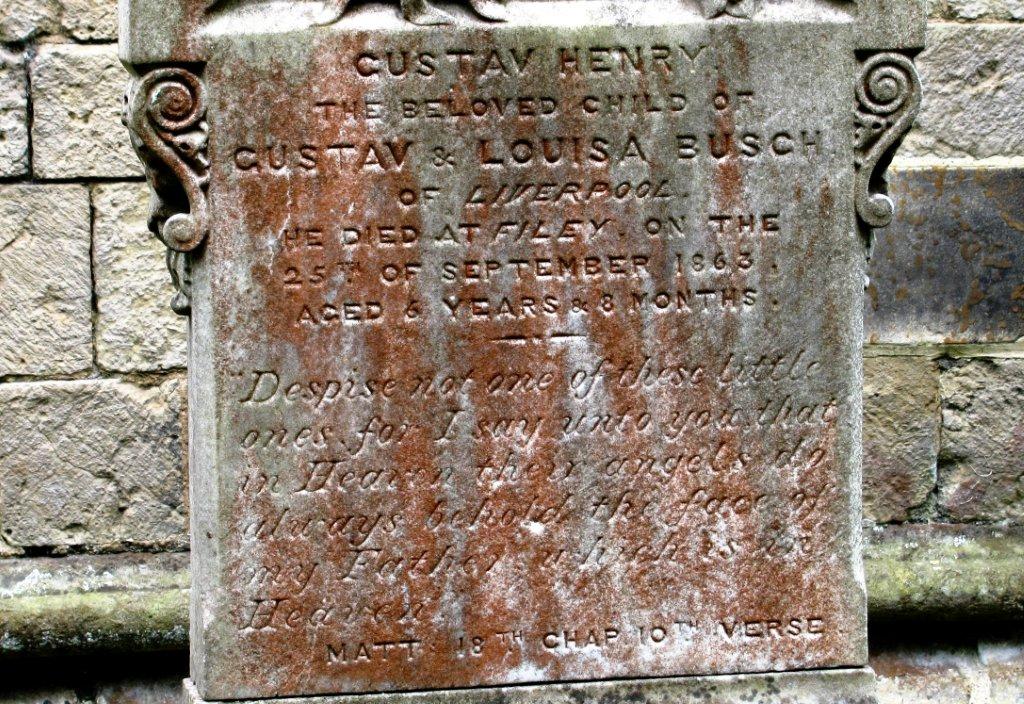 GUSTAV HENRY.
THE BELOVED CHILD OF
GUSTAV & LOUISA BUSCH
OF LIVERPOOL.
HE DIED AT FILEY. ON THE
25TH OF SEPTEMBER 1863.
AGED 6 YEARS & 8 MONTHS.
"Despise not one of these little
ones, for I say unto you, that
in Heaven their angels do
always behold the face of
my Father which is in
Heaven
MATT 18TH CHAP 10TH VERSE